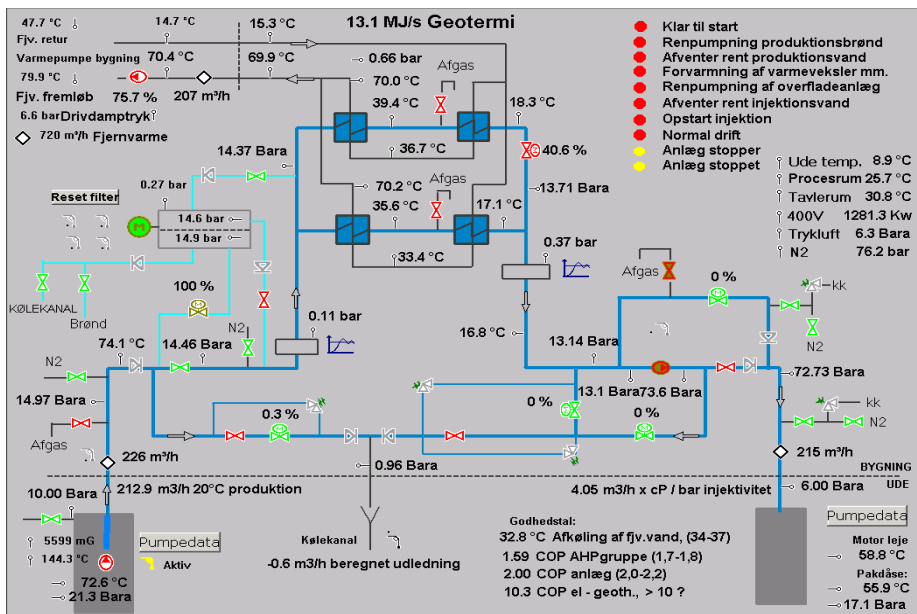 13.1 MJ/s Geotermi
47.7 °C
14.7 °C
15.3 °C
Fjv. retur
Varmepumpe bygning
70.4 °C
69.9 °C
79.9 °C
Fjv. fremløb
75.7 %
207 m³/h
6.6 bar Drivdamptryk
720 m³/h Fjernvarme
0.66 bar
Afgas
70.0 °C
39.4 °C
18.3 °C
36.7 °C
40.6 %
14.37 Bara
13.71 Bara
70.2 °C
Afgas
35.6 °C
17.1 °C
33.4 °C
0.37 bar
Klar til start
Renpumpning produktionsbrønd
Afventer rent produktionsvand
Forvarmning af varmeveksler mm.
Renpumpning af overfladeanlæg
Afventer rent injektionsvand
Opstart injektion
Normal drift
Anlæg stopper
Anlæg stoppet
Ude temp. 8.9 °C
Procesrum 25.7 °C
Tavlerum 30.8 °C
400V 1281.3 Kw
Trykluft 6.3 Bara
N2 76.2 bar
Reset filter
0.27 bar
M
14.6 bar
14.9 bar
KØLEKANAL
Brønd
100 %
M
N2
0.11 bar
16.8 °C
Afgas
0 %
M
kk
N2
74.1 °C
14.46 Bara
13.14 Bara
N2
14.97 Bara
13.1 Bara
73.6 Bara
72.73 Bara
Afgas
0.3 %
M
0 %
M
0 %
M
kk
N2
226 m³/h
0.96 Bara
215 m³/h
BYGNING
UDE
10.00 Bara
212.9 m3/h 20°C produktion
4.05 m3/h x cP / bar injektivitet
6.00 Bara
5599 mG
144.3 °C
Pumpedata
Aktiv
72.6 °C
21.3 Bara
Kølekanal
-0.6 m3/h beregnet udledning
Godhedstal:
32.8 °C Afkøling af fjv.vand, (34-37)
1.59 COP AHPgruppe (1,7-1,8)
2.00 COP anlæg (2,0-2,2)
10.3 COP el - geoth., > 10 ?
Pumpedata
Motor leje
58.8 °C
Pakdåse:
55.9 °C
17.1 Bara